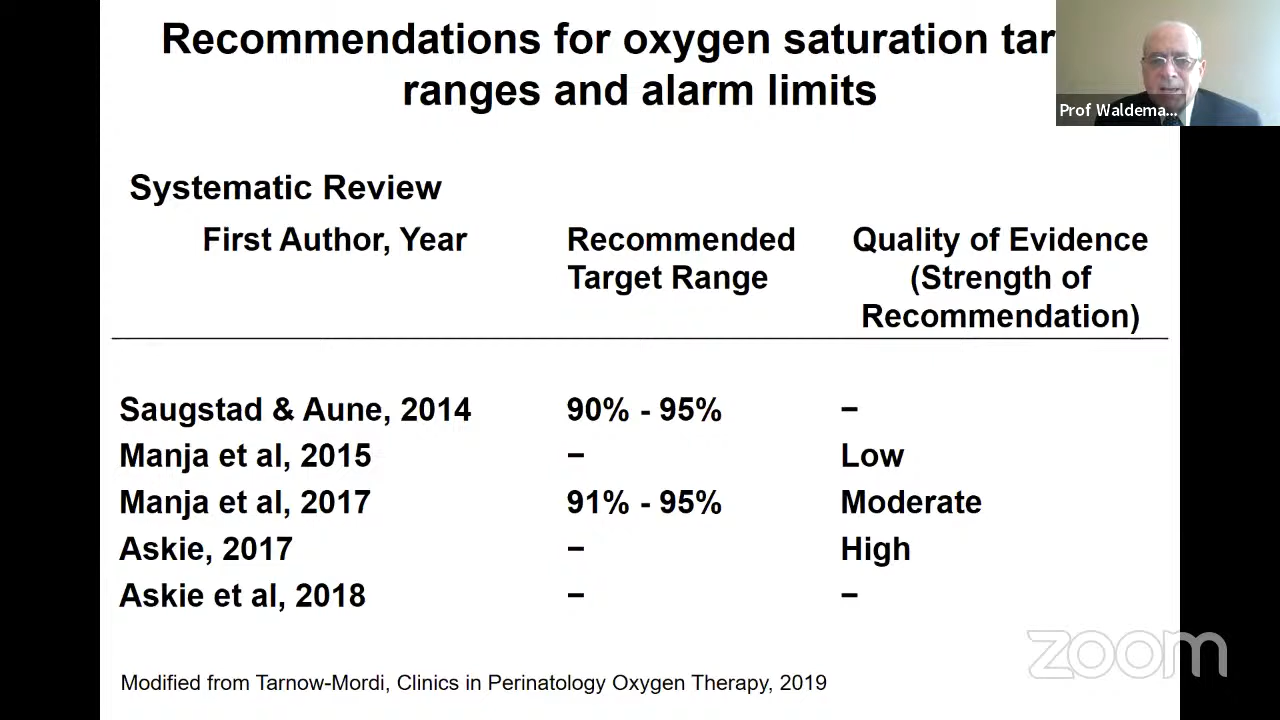 Recommendations for oxygen saturation tar
ranges and alarm limits
Prof Waldema...
Systematic Review
First Author, Year Recommended Quality of Evidence
Target Range (Strength of
Recommendation)
Saugstad & Aune, 2014 90% - 95% –
Manja et al, 2015 – Low
Manja et al, 2017 91% - 95% Moderate
Askie, 2017 – High
Askie et al, 2018 – –
zoom
Modified from Tarnow-Mordi, Clinics in Perinatology Oxygen Therapy, 2019